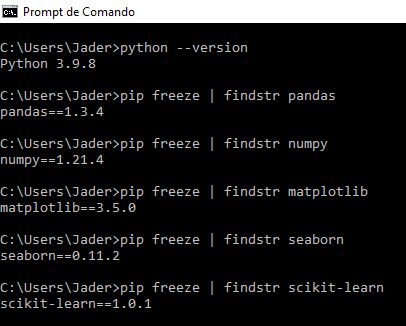 Prompt de Comando
C:\Users\Jader>python --version
Python 3.9.8
C:\Users\Jader>pip freeze | findstr pandas
pandas==1.3.4
C:\Users\Jader>pip freeze | findstr numpy
numpy==1.21.4
C:\Users\Jader>pip freeze | findstr matplotlib
matplotlib==3.5.0
C:\Users\Jader>pip freeze | findstr seaborn
seaborn==0.11.2
C:\Users\Jader>pip freeze | findstr scikit-learn
scikit-learn==1.0.1